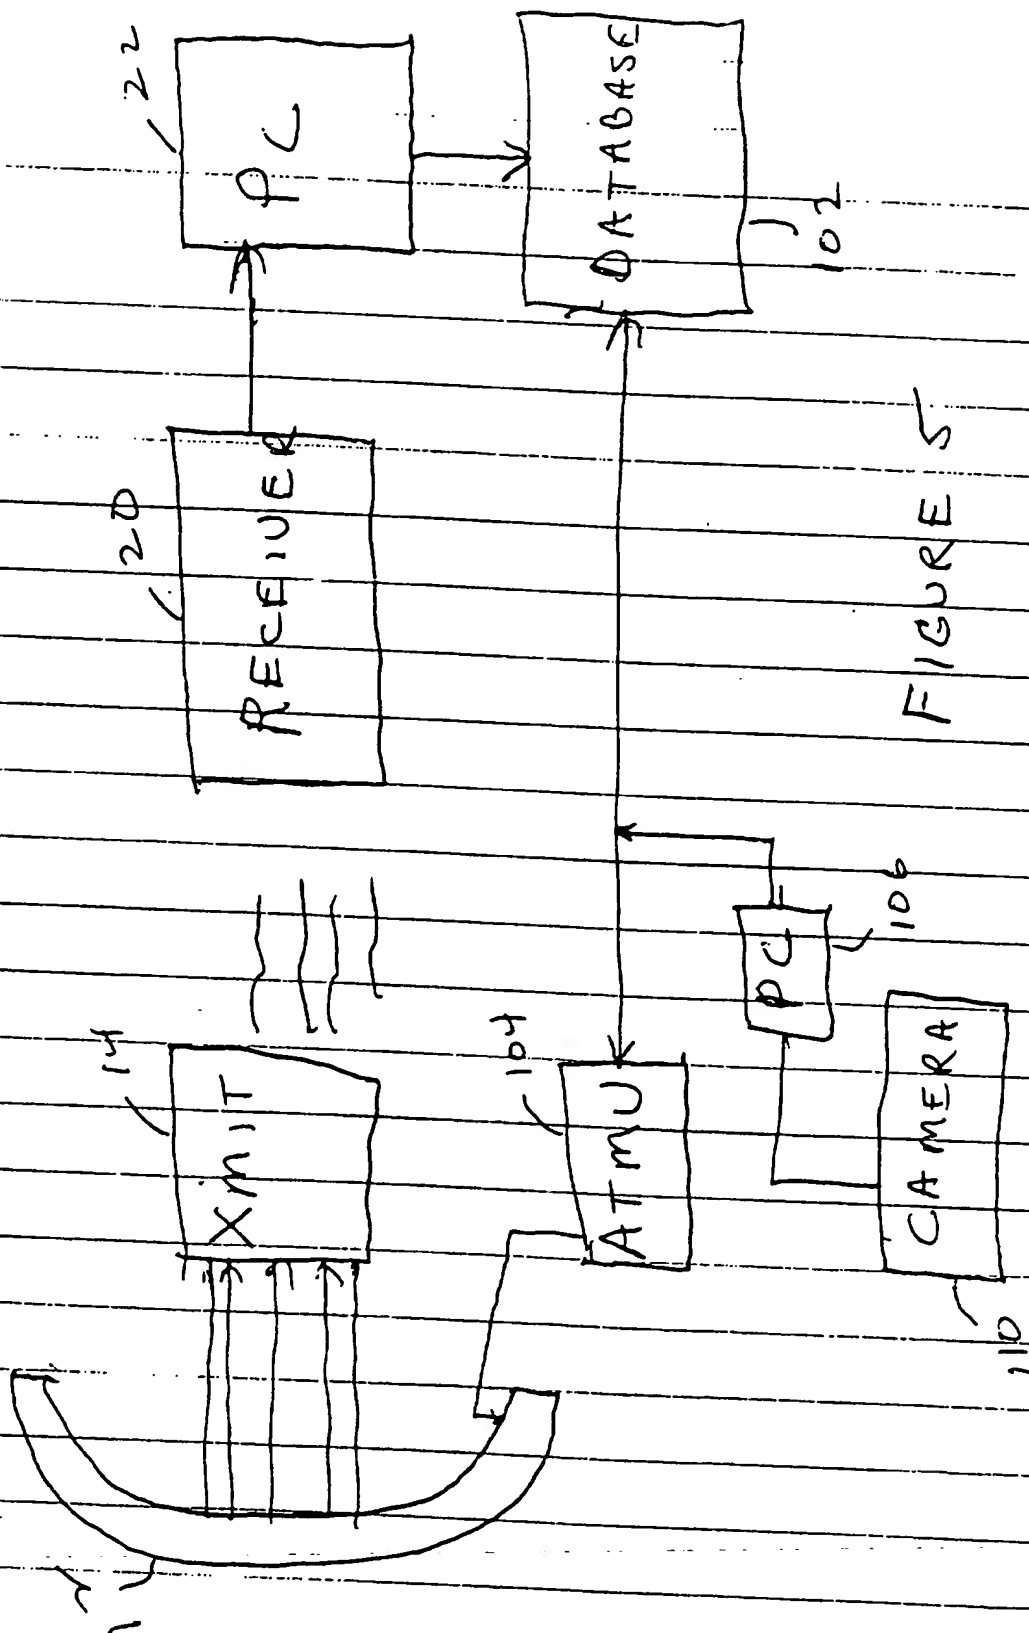 22
PC
DATABASE
102
20
RECEIVER
14
XMIT
104
ATMU
PC
106
CAMERA
110
FIGURE 5